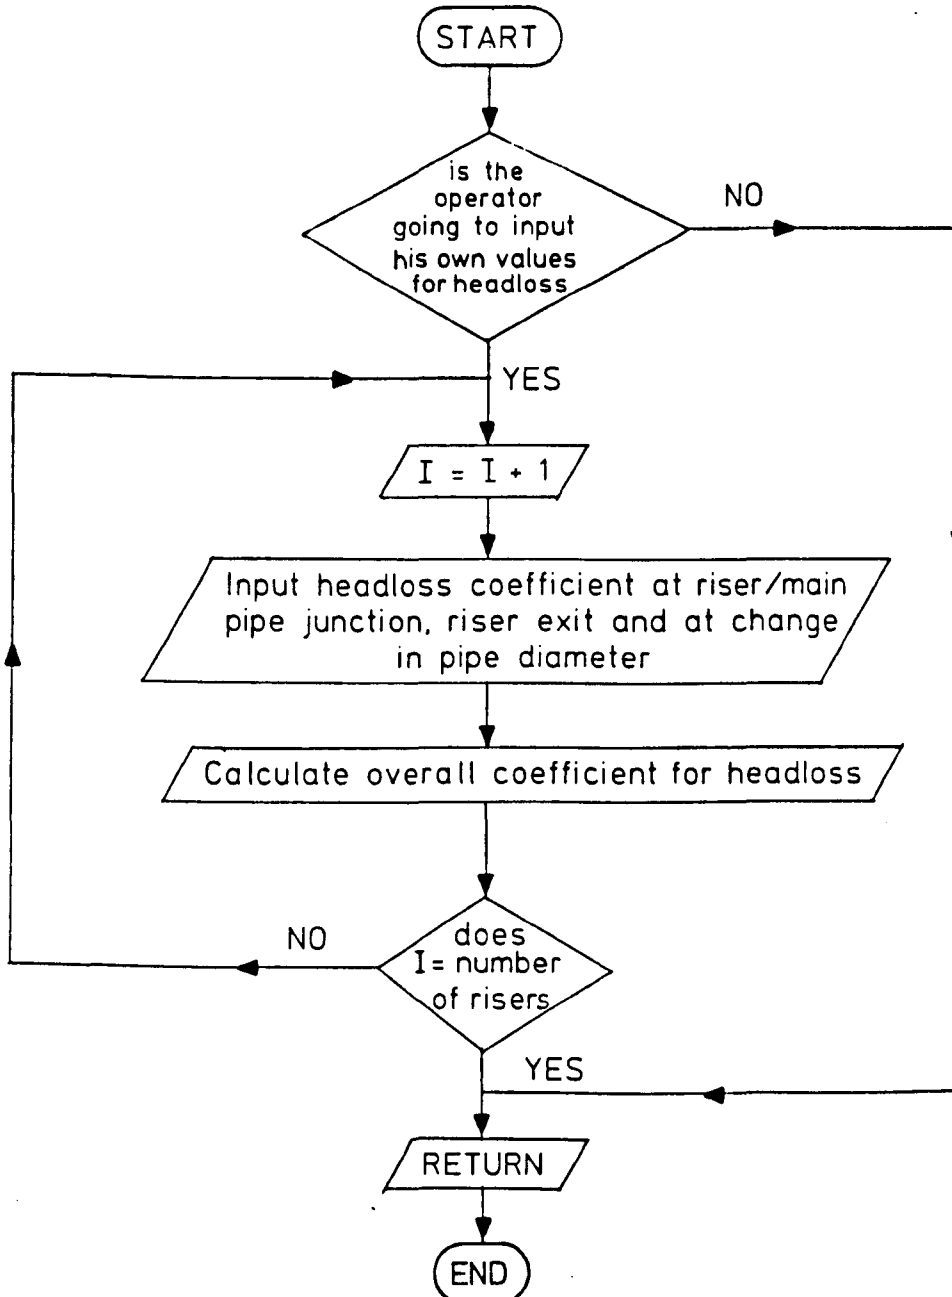 START
is the
operator
going to input
his own values
for headloss
NO
YES
I = I + 1
Input headloss coefficient at riser/main
pipe junction, riser exit and at change
in pipe diameter
Calculate overall coefficient for headloss
NO
does
I = number
of risers
YES
RETURN
END